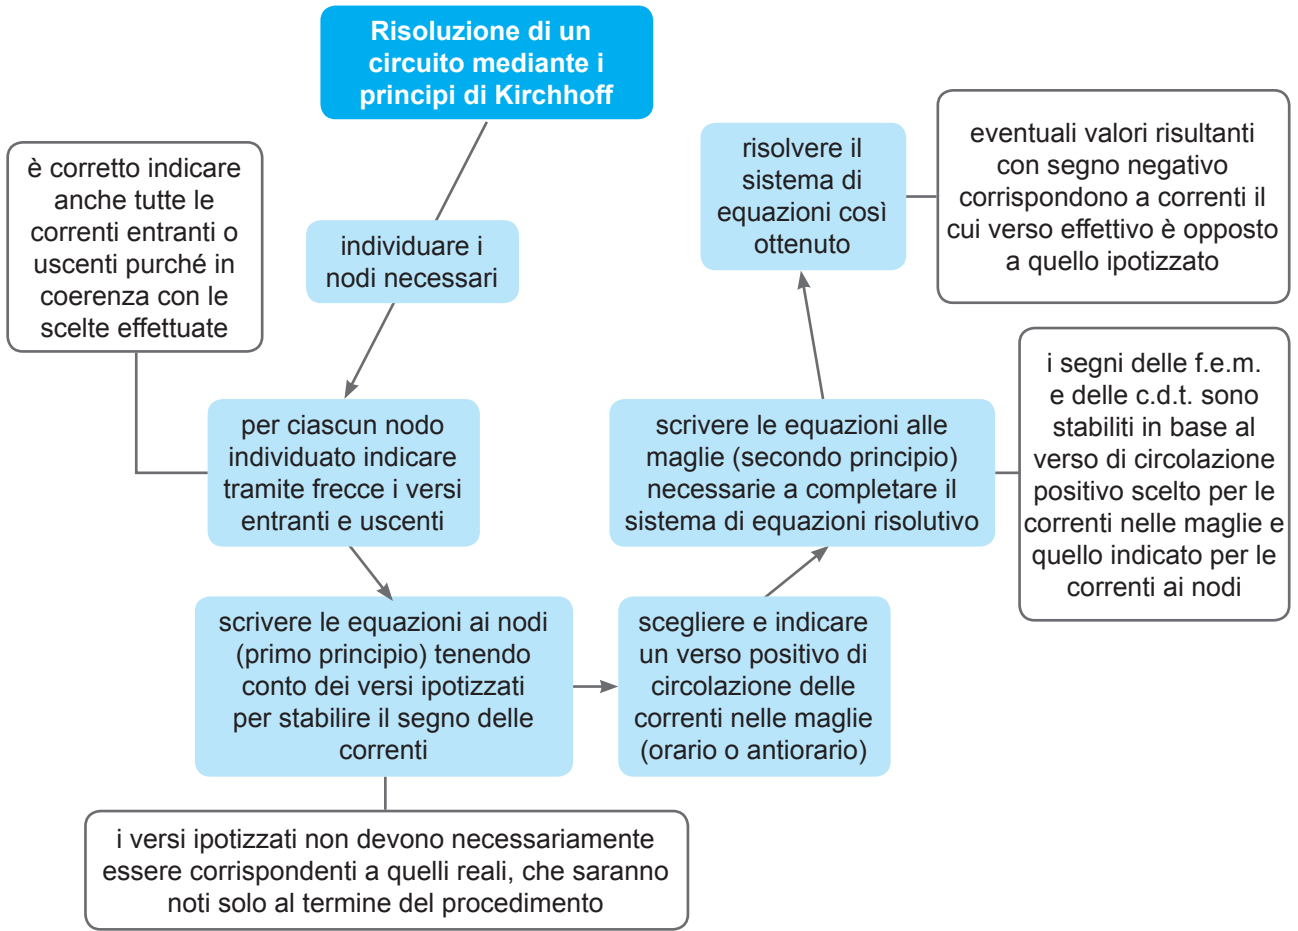 Risoluzione di un
circuito mediante i
principi di Kirchhoff
individuare i
nodi necessari
è corretto indicare
anche tutte le
correnti entranti o
uscenti purché in
coerenza con le
scelte effettuate
per ciascun nodo
individuato indicare
tramite frecce i versi
entranti e uscenti
scrivere le equazioni ai nodi
(primo principio) tenendo
conto dei versi ipotizzati
per stabilire il segno delle
correnti
i versi ipotizzati non devono necessariamente
essere corrispondenti a quelli reali, che saranno
noti solo al termine del procedimento
scegliere e indicare
un verso positivo di
circolazione delle
correnti nelle maglie
(orario o antiorario)
scrivere le equazioni alle
maglie (secondo principio)
necessarie a completare il
sistema di equazioni risolutivo
i segni delle f.e.m.
e delle c.d.t. sono
stabiliti in base al
verso di circolazione
positivo scelto per le
correnti nelle maglie e
quello indicato per le
correnti ai nodi
risolvere il
sistema di
equazioni così
ottenuto
eventuali valori risultanti
con segno negativo
corrispondono a correnti il
cui verso effettivo è opposto
a quello ipotizzato